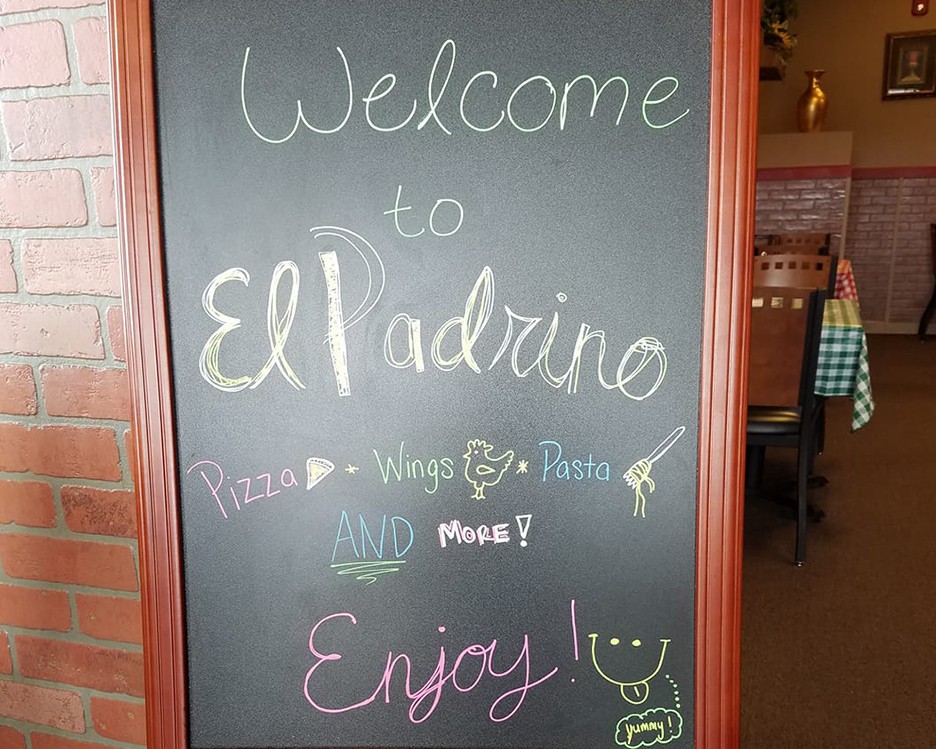 Welcome
to
El Padrino
Pizza * Wings * Pasta
AND MORE!
Enjoy!
yummy!